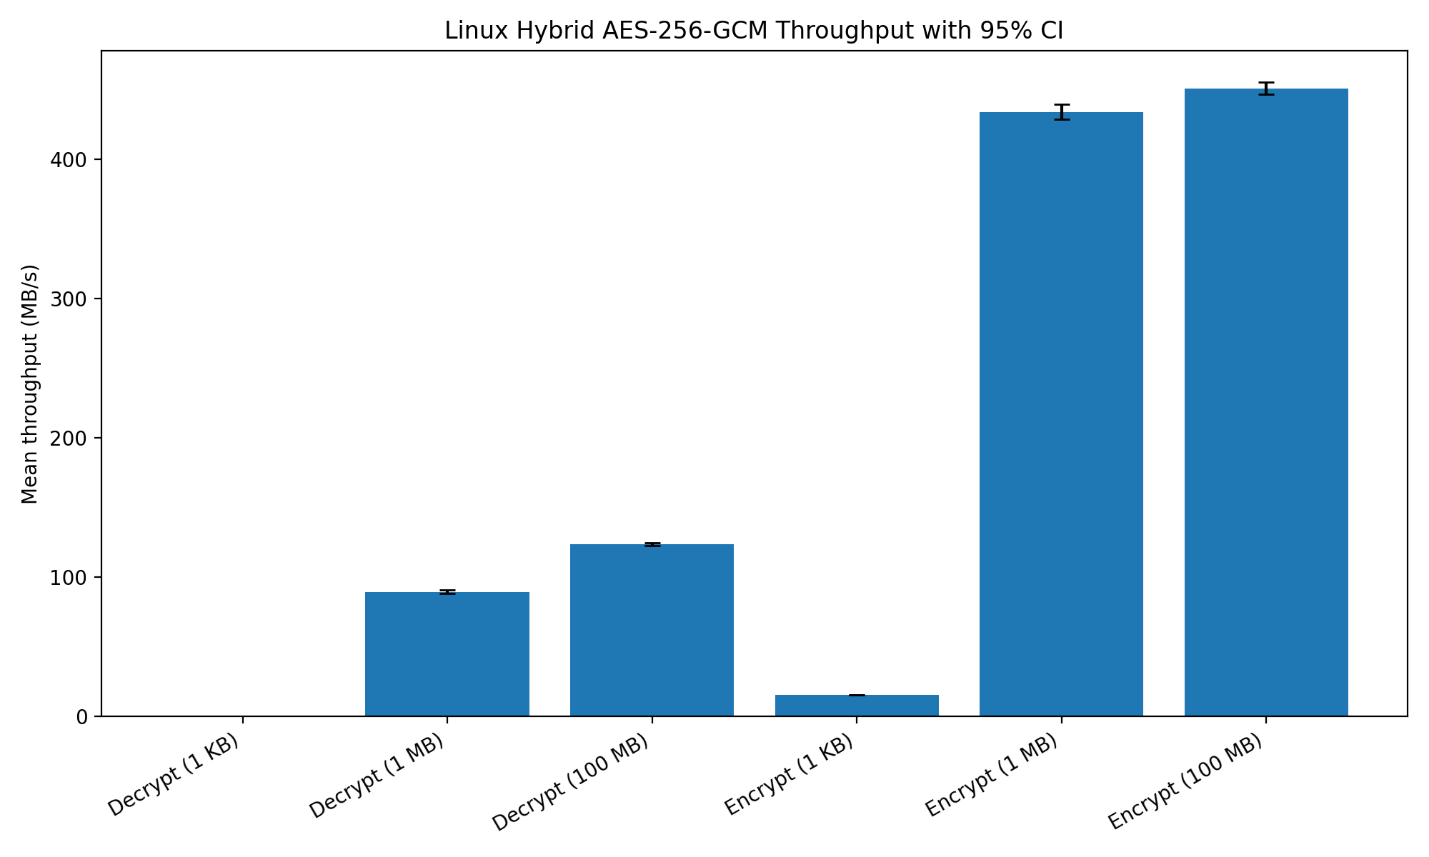 Linux Hybrid AES-256-GCM Throughput with 95% CI
Mean throughput (MB/s)
400
300
200
100
0
Decrypt (1 KB)
Decrypt (1 MB)
Decrypt (100 MB)
Encrypt (1 KB)
Encrypt (1 MB)
Encrypt (100 MB)